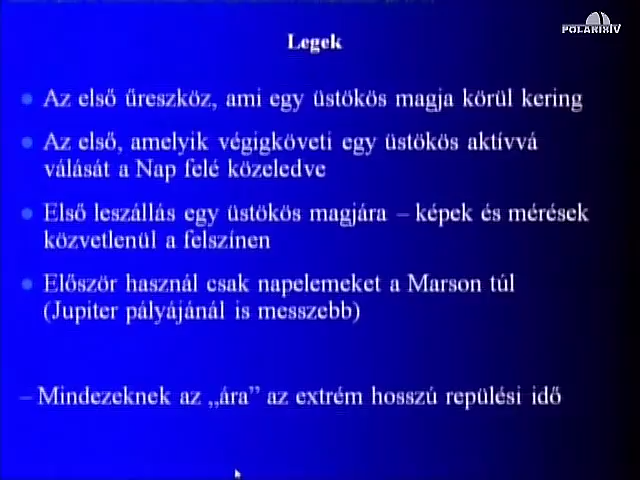 POLARIXIV
Legek
Az első űreszköz, ami egy üstökös magja körül kering
Az első, amelyik végigköveti egy üstökös aktívvá
válását a Nap felé közeledve
Első leszállás egy üstökös magjára – képek és mérések
közvetlenül a felszínen
Először használ csak napelemeket a Marson túl
(Jupiter pályájánál is messzebb)
– Mindezeknek az „ára” az extrém hosszú repülési idő